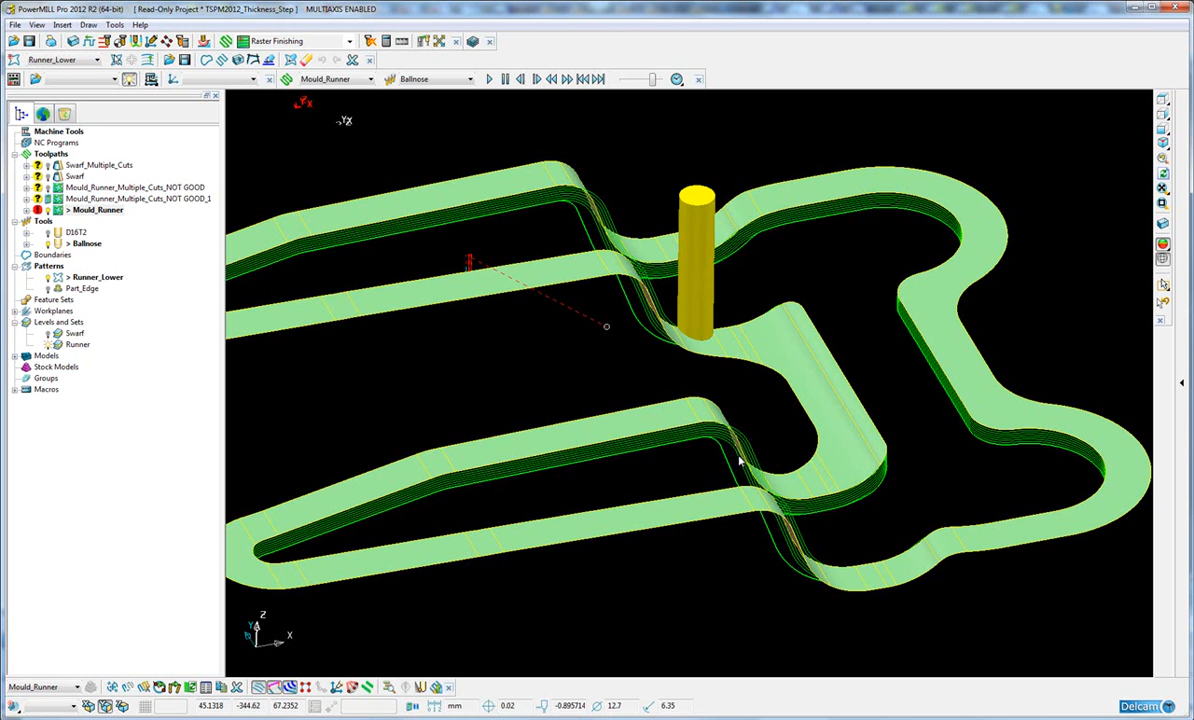 PowerMILL Pro 2012 R2 (64-bit) [ Read-Only Project * TSPM2012_Thickness_Step ] MULTIAXIS ENABLED
File View Insert Draw Tools Help
Raster Finishing
Runner_Lower
Mould_Runner Ballnose
Machine Tools
NC Programs
Toolpaths
Swarf_Multiple_Cuts
Swarf
Mould_Runner_Multiple_Cuts_NOT GOOD
Mould_Runner_Multiple_Cuts_NOT GOOD_1
> Mould_Runner
Tools
D16T2
> Ballnose
Boundaries
Patterns
> Runner_Lower
Part_Edge
Feature Sets
Workplanes
Levels and Sets
Swarf
Runner
Models
Stock Models
Groups
Macros
Z
Y
X
Mould_Runner
45.1318 -344.62 67.2352 mm 0.02 -0.895714 12.7 6.35
Delcam